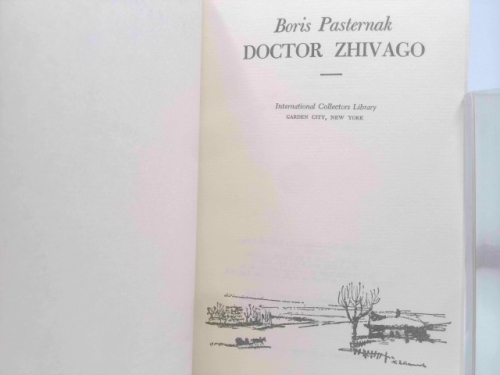 Boris Pasternak
DOCTOR ZHIVAGO
International Collectors Library
GARDEN CITY, NEW YORK